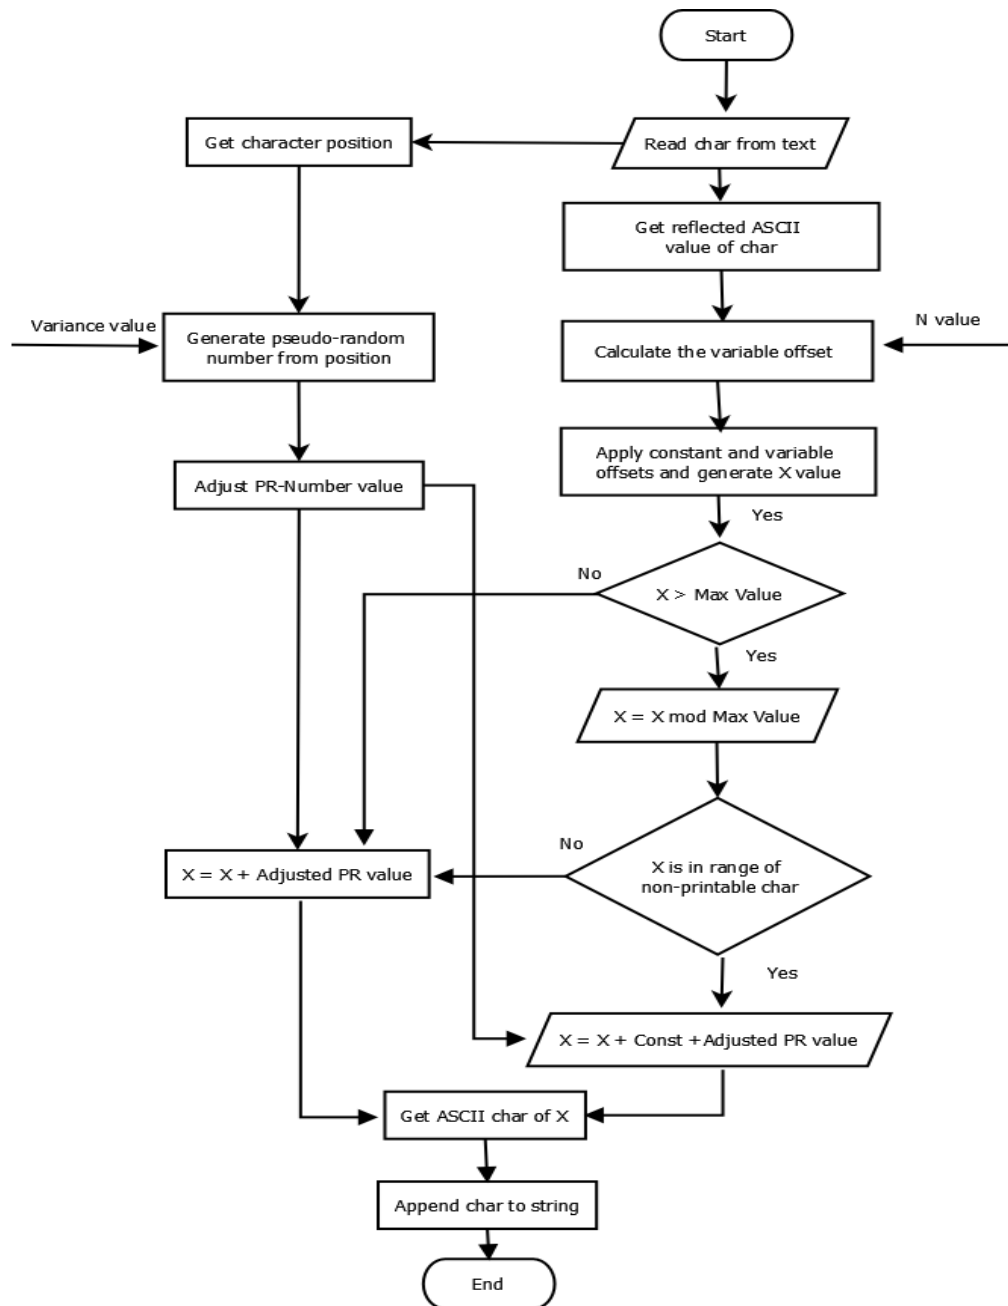 Start
Read char from text
Get character position
Get reflected ASCII
value of char
Variance value
Generate pseudo-random
number from position
N value
Calculate the variable offset
Apply constant and variable
offsets and generate X value
Adjust PR-Number value
Yes
No
X > Max Value
Yes
X = X mod Max Value
No
X is in range of
non-printable char
X = X + Adjusted PR value
Yes
X = X + Const +Adjusted PR value
Get ASCII char of X
Append char to string
End